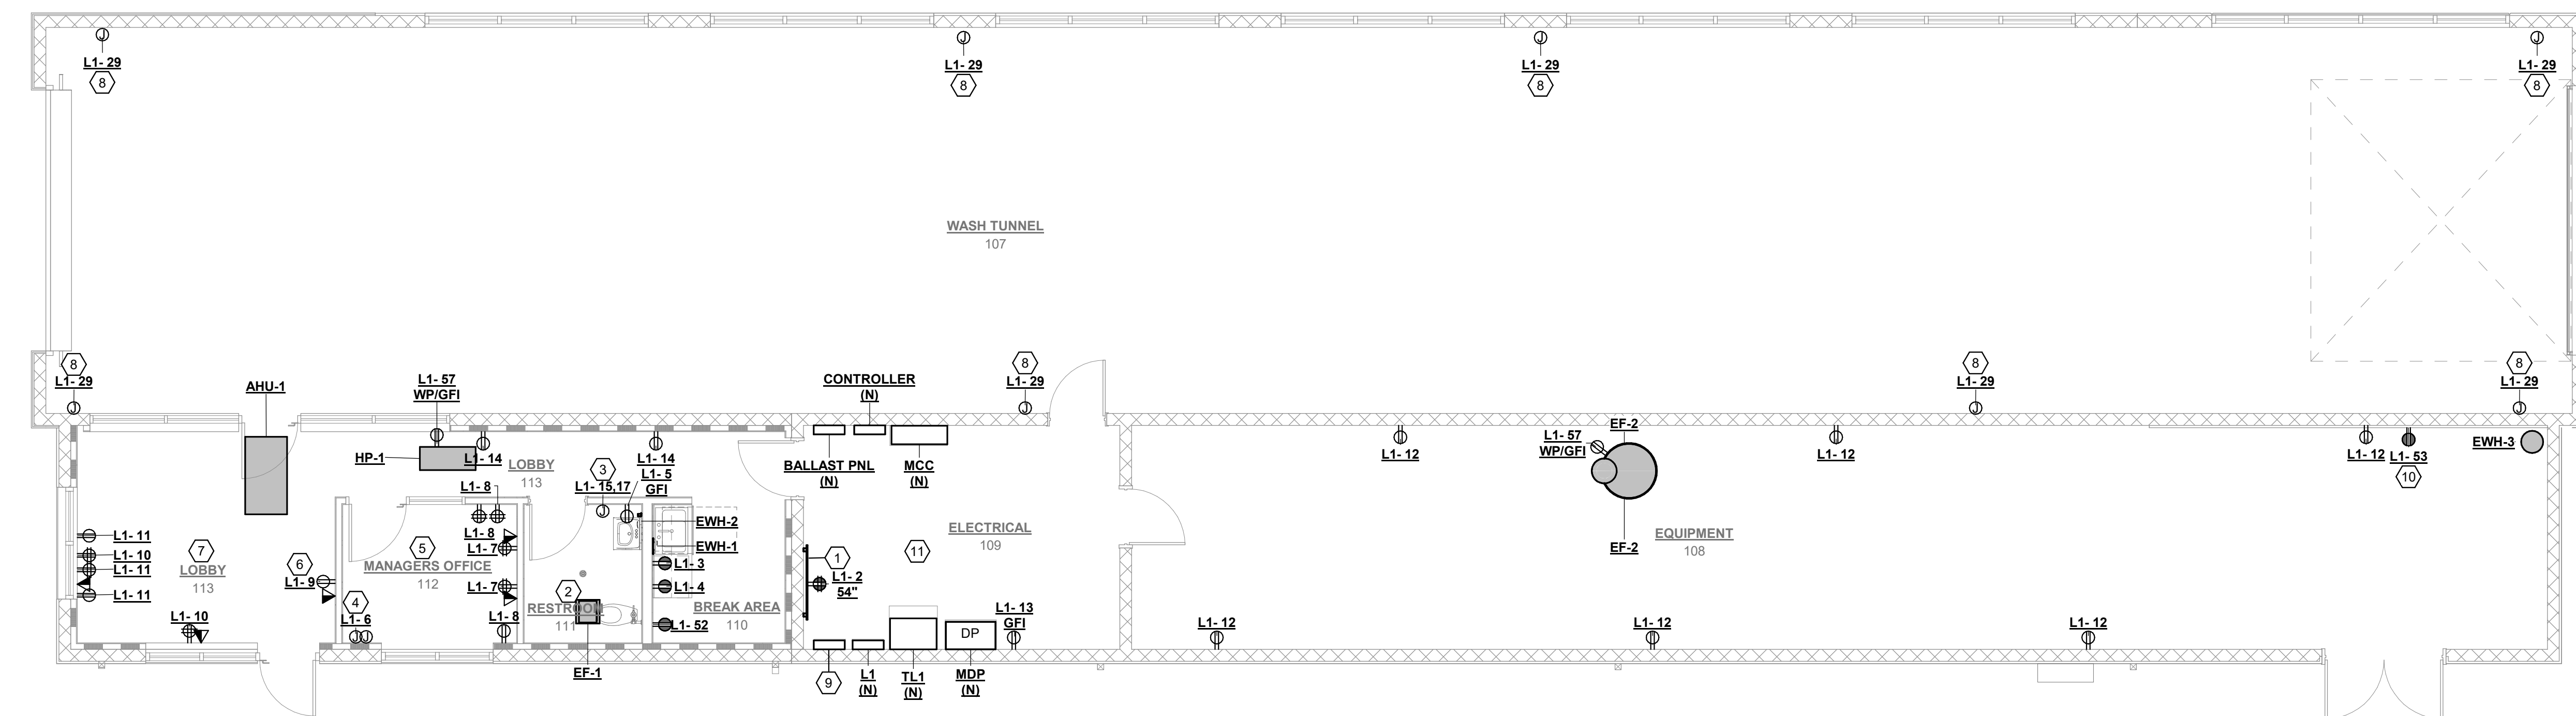 J
L1- 29
8
J
L1- 29
8
J
L1- 29
8
J
L1- 29
8
WASH TUNNEL
107
8
L1- 29
J
AHU-1
L1- 57
WP/GFI
CONTROLLER
(N)
8
L1- 29
J
8
L1- 29
J
8
L1- 29
J
HP-1
L1- 14
LOBBY
113
3
L1- 15,17
J
L1- 14
L1- 5
GFI
BALLAST PNL
(N)
MCC
(N)
L1- 12
L1- 57
WP/GFI
EF-2
L1- 12
L1- 12
L1- 53
10
EWH-3
L1- 8
L1- 8
L1- 7
EWH-2
EWH-1
ELECTRICAL
109
11
EF-2
EQUIPMENT
108
L1- 11
L1- 10
L1- 11
L1- 11
7
LOBBY
113
6
L1- 9
5
MANAGERS OFFICE
112
L1- 7
L1- 3
L1- 4
1
L1- 2
54"
L1- 10
4
L1- 6
J
J
L1- 8
2
RESTROOM
111
BREAK AREA
110
L1- 52
EF-1
9
L1
(N)
TL1
(N)
DP
MDP
(N)
L1- 13
GFI
L1- 12
L1- 12
L1- 12